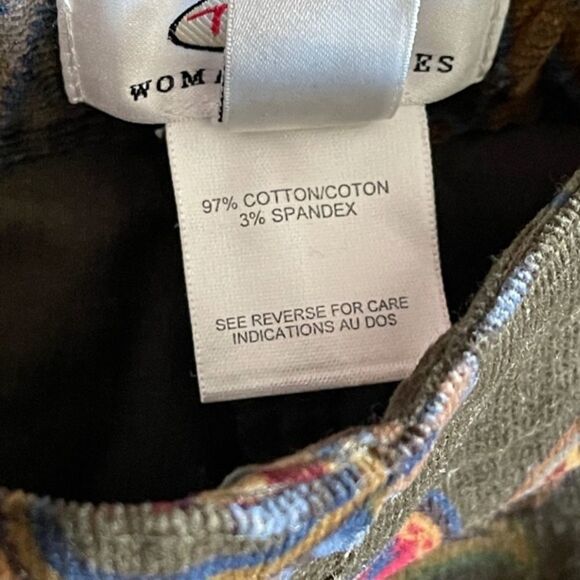 97% COTTON/COTON
3% SPANDEX
SEE REVERSE FOR CARE
INDICATIONS AU DOS